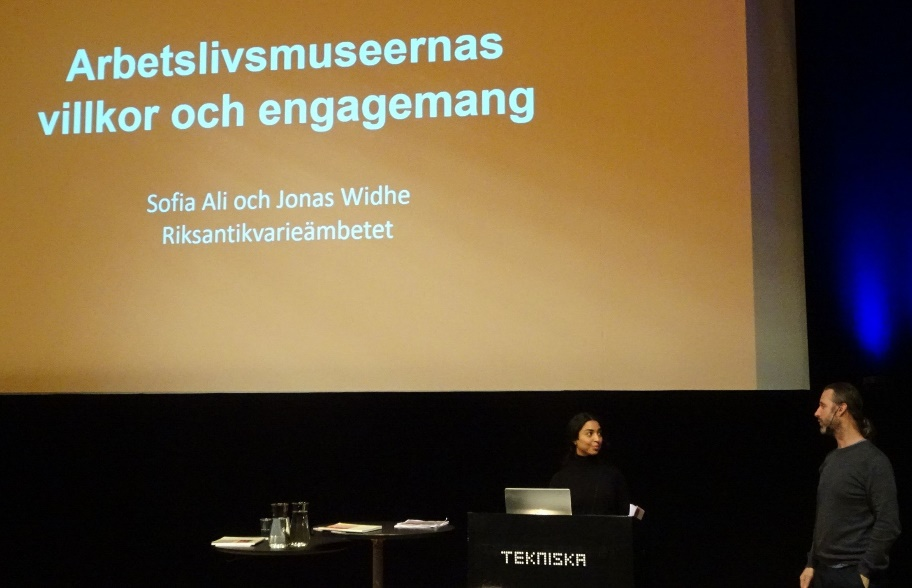 Arbetslivsmuseernas
villkor och engagemang
Sofia Ali och Jonas Widhe
Riksantikvarieämbetet
TEKNISKA